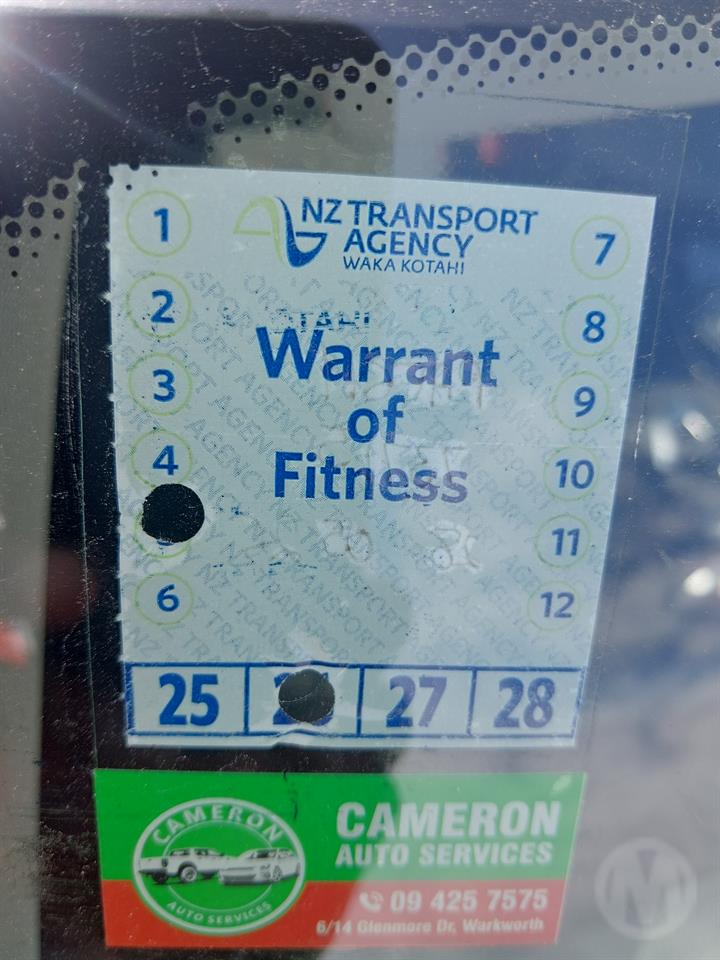 1
2
3
4
6
NZ TRANSPORT
AGENCY
WAKA KOTAHI
Warrant
of
Fitness
7
8
9
10
11
12
25
27
28
CAMERON
AUTO SERVICES
CAMERON
AUTO SERVICES
09 425 7575
6/14 Glenmore Dr, Warkworth
M